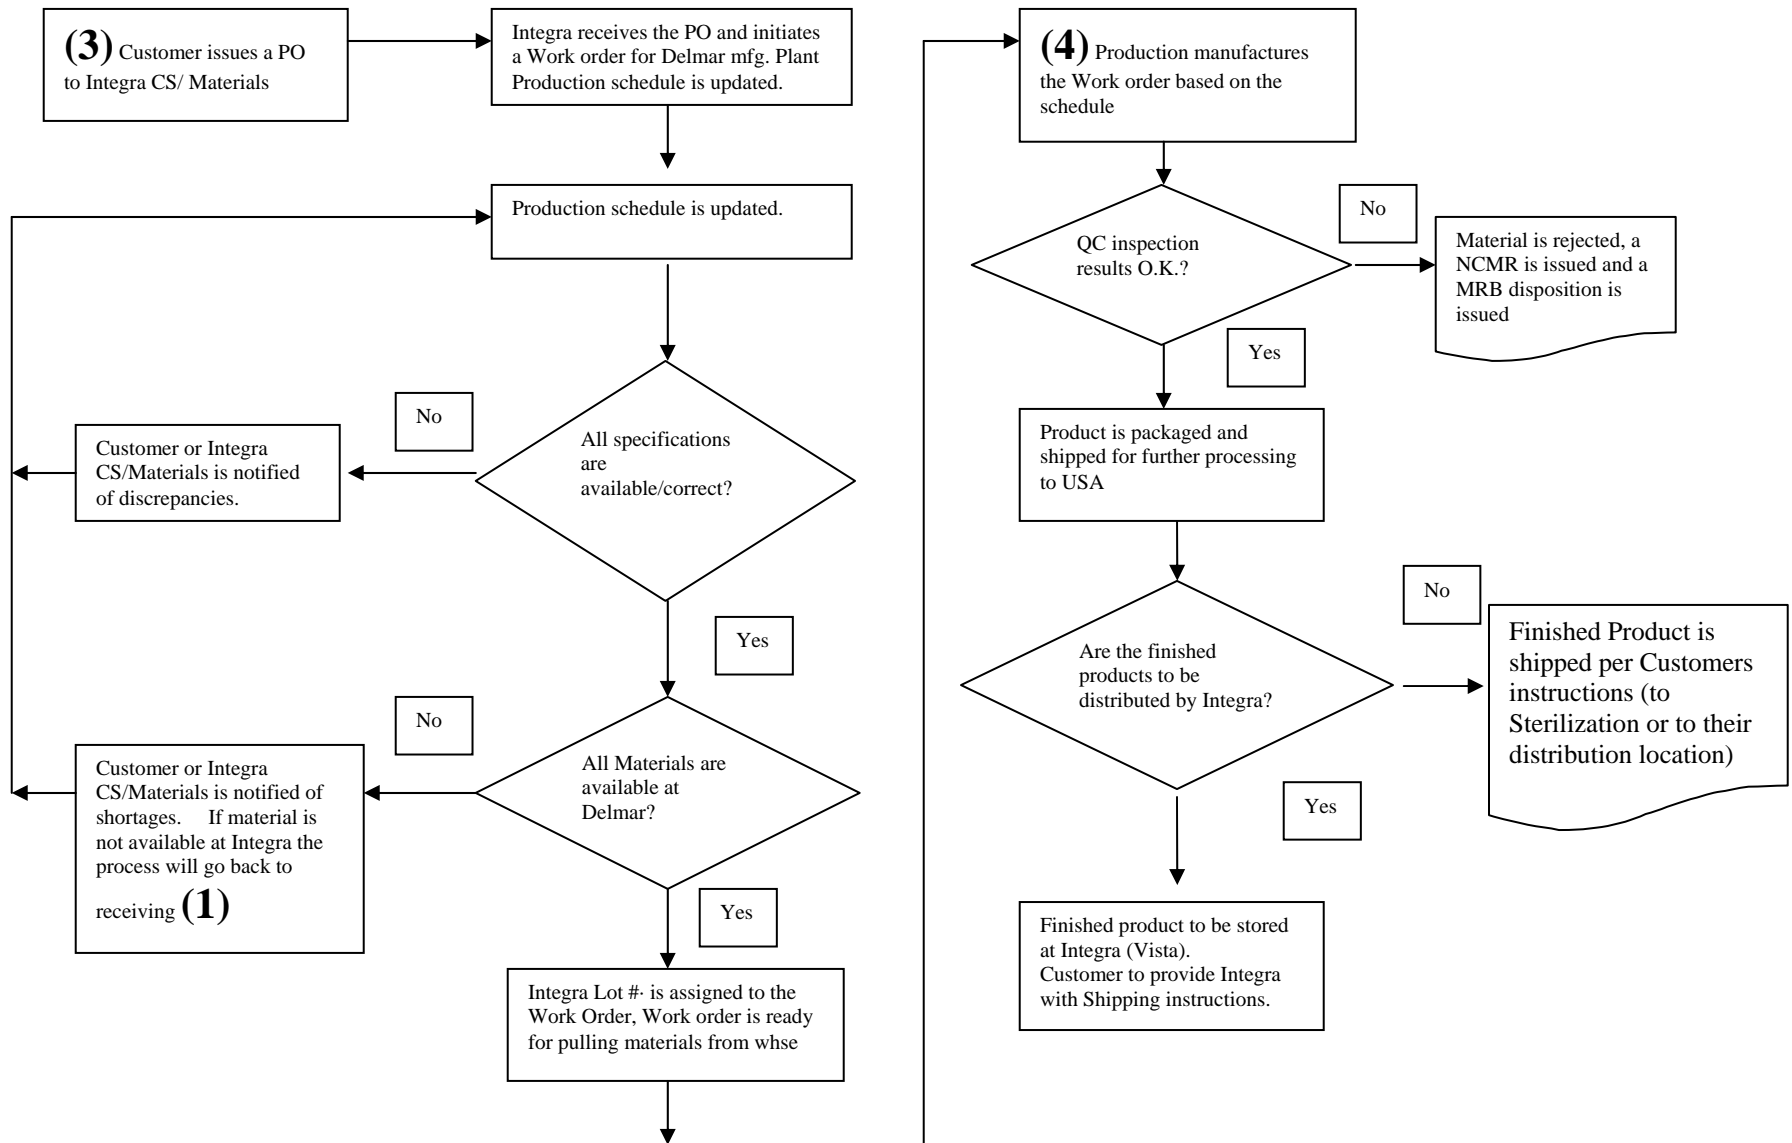 (3) Customer issues a PO
to Integra CS/ Materials
Integra receives the PO and initiates
a Work order for Delmar mfg. Plant
Production schedule is updated.
Production schedule is updated.
All specifications
are
available/correct?
No
Customer or Integra
CS/Materials is notified
of discrepancies.
Yes
All Materials are
available at
Delmar?
No
Customer or Integra
CS/Materials is notified of
shortages. If material is
not available at Integra the
process will go back to
receiving (1)
Yes
Integra Lot #· is assigned to the
Work Order, Work order is ready
for pulling materials from whse
(4) Production manufactures
the Work order based on the
schedule
QC inspection
results O.K.?
No
Material is rejected, a
NCMR is issued and a
MRB disposition is
issued
Yes
Product is packaged and
shipped for further processing
to USA
Are the finished
products to be
distributed by Integra?
No
Finished Product is
shipped per Customers
instructions (to
Sterilization or to their
distribution location)
Yes
Finished product to be stored
at Integra (Vista).
Customer to provide Integra
with Shipping instructions.